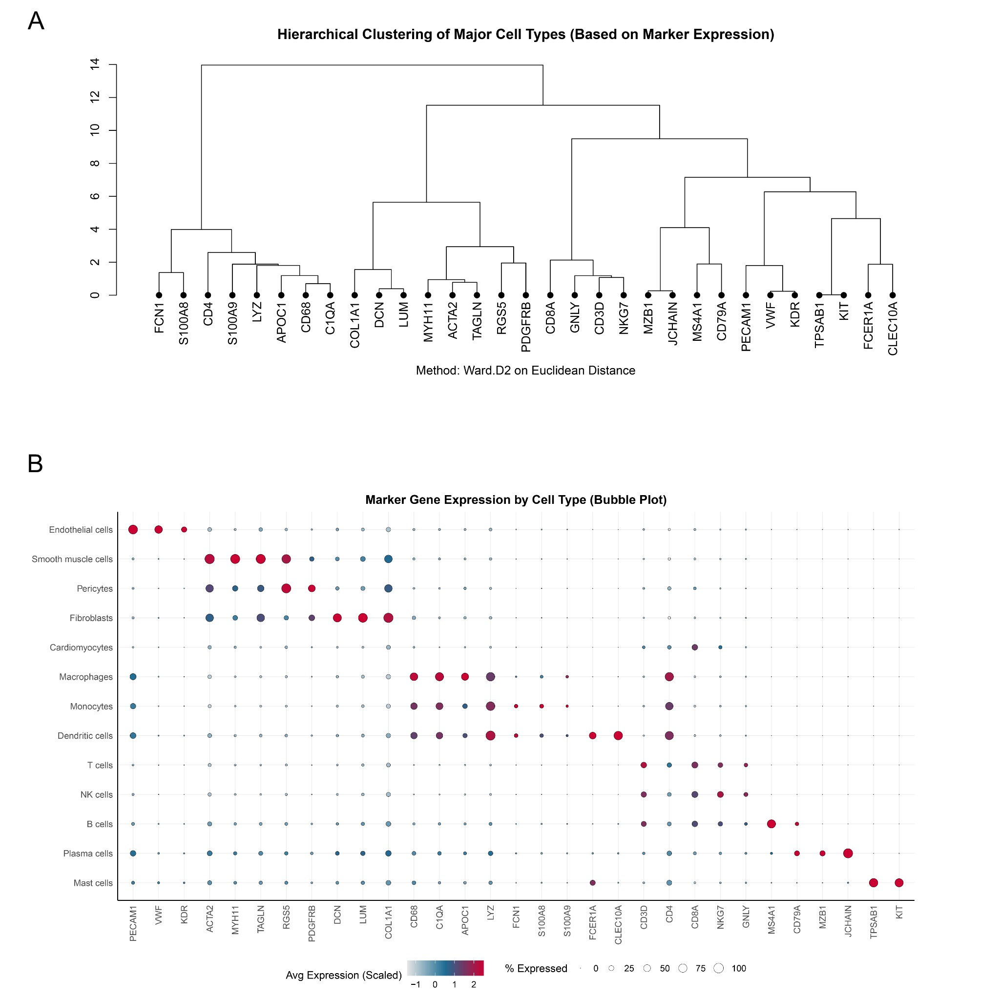 A
Hierarchical Clustering of Major Cell Types (Based on Marker Expression)
14
12
10
8
6
4
2
0
FCN1
S100A8
CD4
S100A9
LYZ
APOC1
CD68
C1QA
COL1A1
DCN
LUM
MYH11
ACTA2
TAGLN
RGS5
PDGFRB
CD8A
GNLY
CD3D
NKG7
MZB1
JCHAIN
MS4A1
CD79A
PECAM1
VWF
KDR
TPSAB1
KIT
FCER1A
CLEC10A
Method: Ward.D2 on Euclidean Distance
B
Marker Gene Expression by Cell Type (Bubble Plot)
Endothelial cells
Smooth muscle cells
Pericytes
Fibroblasts
Cardiomyocytes
Macrophages
Monocytes
Dendritic cells
T cells
NK cells
B cells
Plasma cells
Mast cells
PECAM1
VWF
KDR
ACTA2
MYH11
TAGLN
RGS5
PDGFRB
DCN
LUM
COL1A1
CD68
C1QA
APOC1
LYZ
FCN1
S100A8
S100A9
FCER1A
CLEC10A
CD3D
CD4
CD8A
NKG7
GNLY
MS4A1
CD79A
MZB1
JCHAIN
TPSAB1
KIT
Avg Expression (Scaled)
−1 0 1 2
% Expressed 0 25 50 75 100